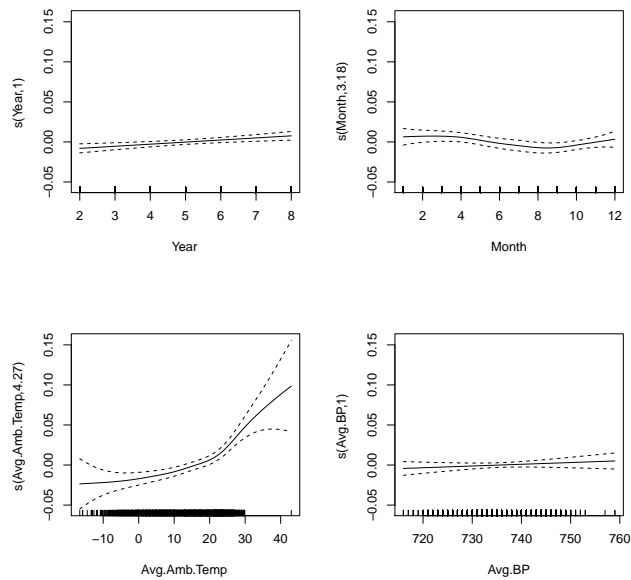 s(Year,1)
−0.05 0.00 0.05 0.10 0.15
2 3 4 5 6 7 8
Year
s(Month,3.18)
−0.05 0.00 0.05 0.10 0.15
2 4 6 8 10 12
Month
s(Avg.Amb.Temp,4.27)
−0.05 0.00 0.05 0.10 0.15
−10 0 10 20 30 40
Avg.Amb.Temp
s(Avg.BP,1)
−0.05 0.00 0.05 0.10 0.15
720 730 740 750 760
Avg.BP